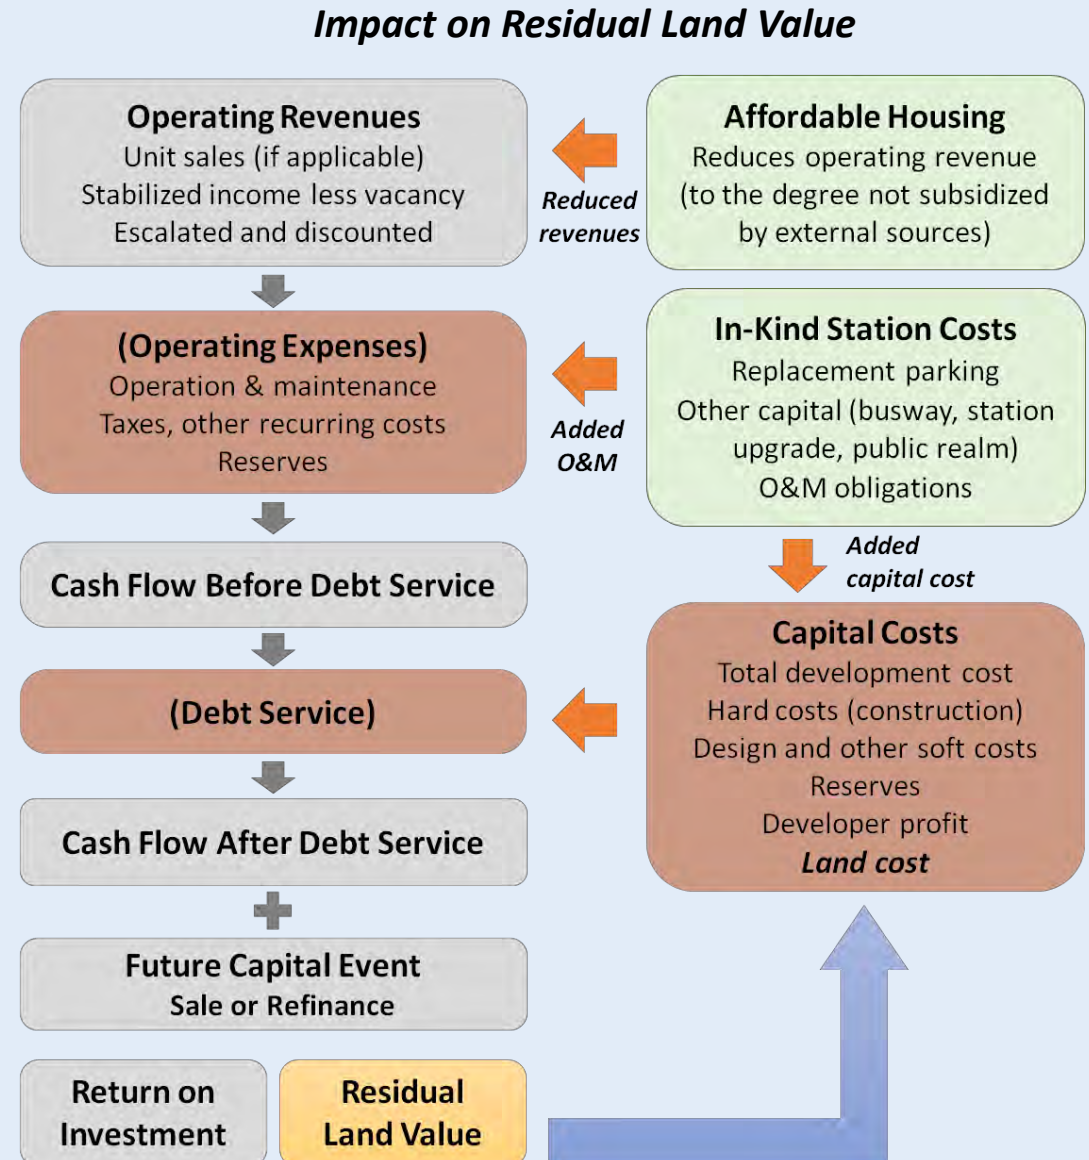 Impact on Residual Land Value
Operating Revenues
Unit sales (if applicable)
Stabilized income less vacancy
Escalated and discounted
Reduced
revenues
Affordable Housing
Reduces operating revenue
(to the degree not subsidized
by external sources)
(Operating Expenses)
Operation & maintenance
Taxes, other recurring costs
Reserves
Added
O&M
In-Kind Station Costs
Replacement parking
Other capital (busway, station
upgrade, public realm)
O&M obligations
Added
capital cost
Cash Flow Before Debt Service
(Debt Service)
Capital Costs
Total development cost
Hard costs (construction)
Design and other soft costs
Reserves
Developer profit
Land cost
Cash Flow After Debt Service
Future Capital Event
Sale or Refinance
Return on
Investment
Residual
Land Value